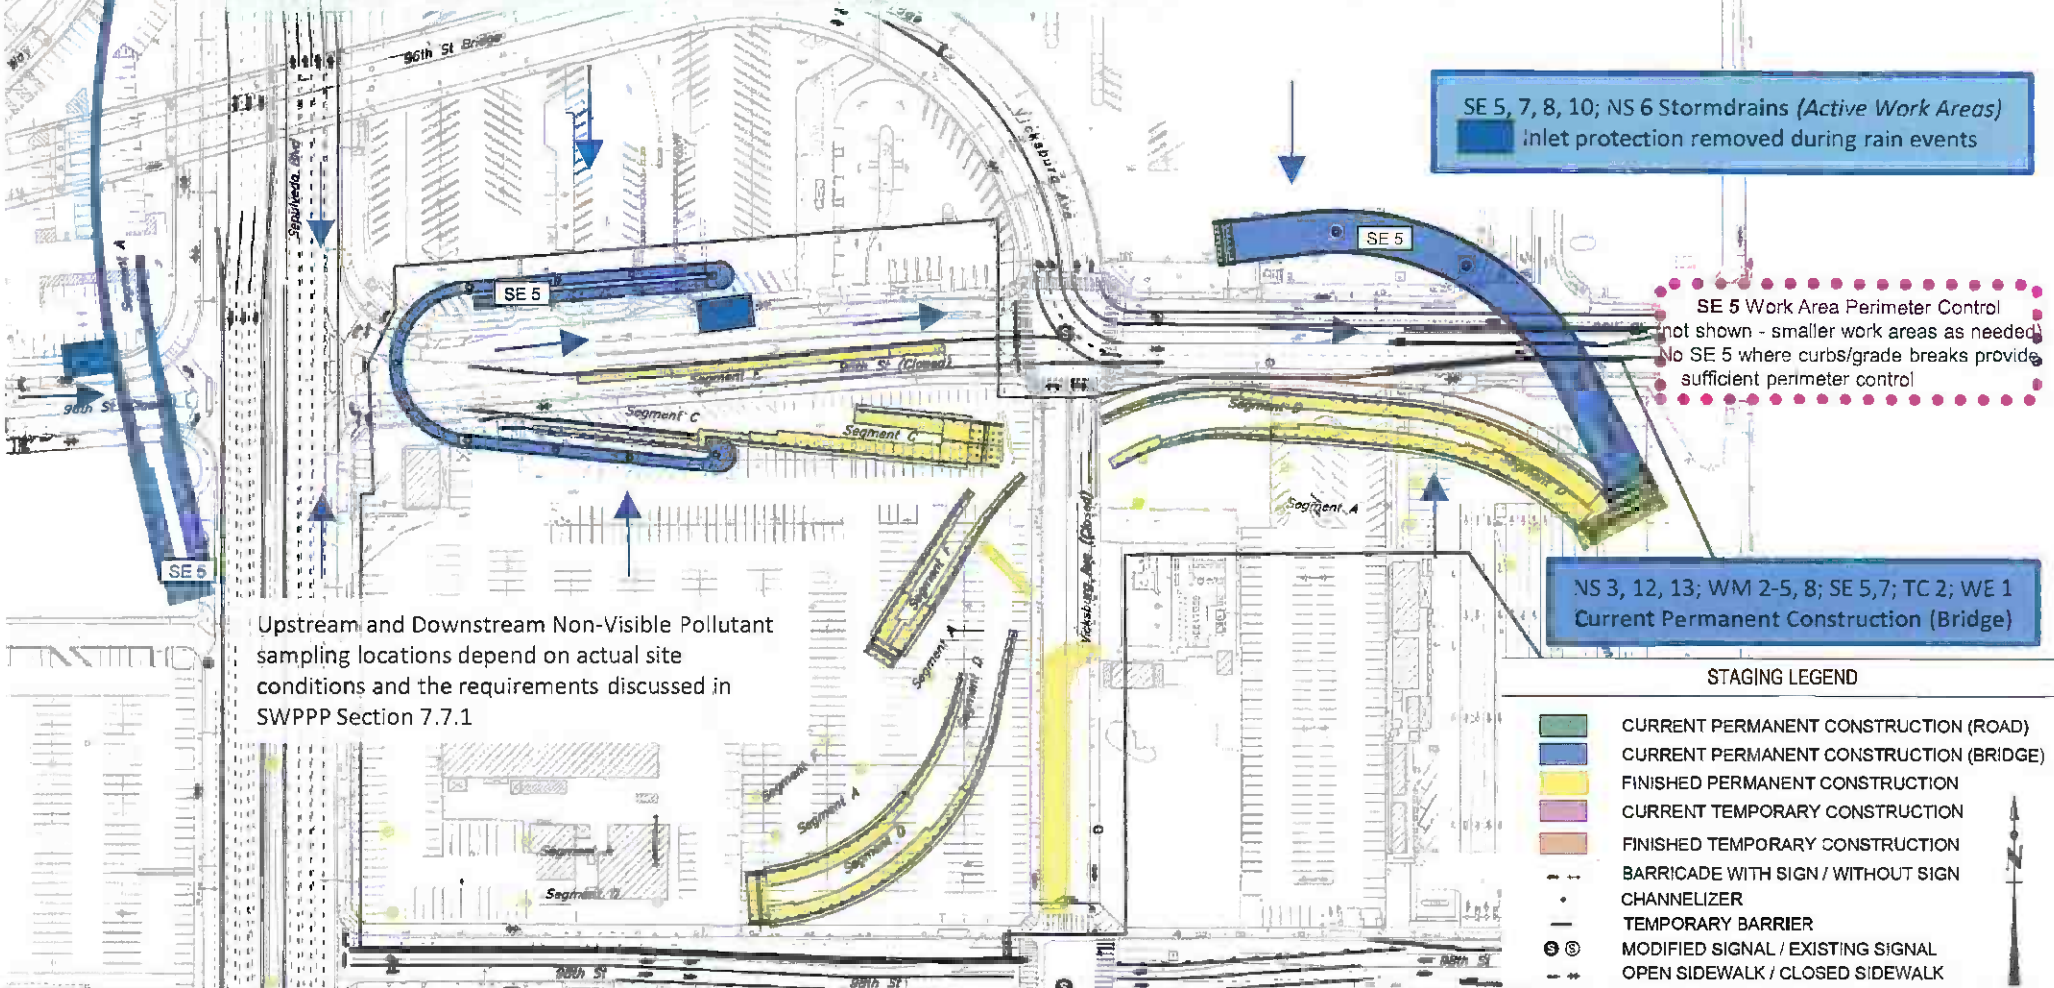 96th St Bridge
Sepulveda Blvd
Vicksburg Ave
SE 5, 7, 8, 10; NS 6 Stormdrains (Active Work Areas)
Inlet protection removed during rain events
SE 5
SE 5
SE 5 Work Area Perimeter Control
not shown - smaller work areas as needed
No SE 5 where curbs/grade breaks provide
sufficient perimeter control
Segment A
(Closed)
Segment C
Segment C
Segment D
Segment D
Segment A
SE 5
Segment F
Vicksburg Ave (Closed)
NS 3, 12, 13; WM 2-5, 8; SE 5,7; TC 2; WE 1
Current Permanent Construction (Bridge)
Upstream and Downstream Non-Visible Pollutant
sampling locations depend on actual site
conditions and the requirements discussed in
SWPPP Section 7.7.1
Segment A
Segment D
Segment F
Segment A
Segment D
Segment A
Segment D
STAGING LEGEND
CURRENT PERMANENT CONSTRUCTION (ROAD)
CURRENT PERMANENT CONSTRUCTION (BRIDGE)
FINISHED PERMANENT CONSTRUCTION
CURRENT TEMPORARY CONSTRUCTION
FINISHED TEMPORARY CONSTRUCTION
BARRICADE WITH SIGN / WITHOUT SIGN
CHANNELIZER
TEMPORARY BARRIER
MODIFIED SIGNAL / EXISTING SIGNAL
OPEN SIDEWALK / CLOSED SIDEWALK
N
98th St
98th St
98th St